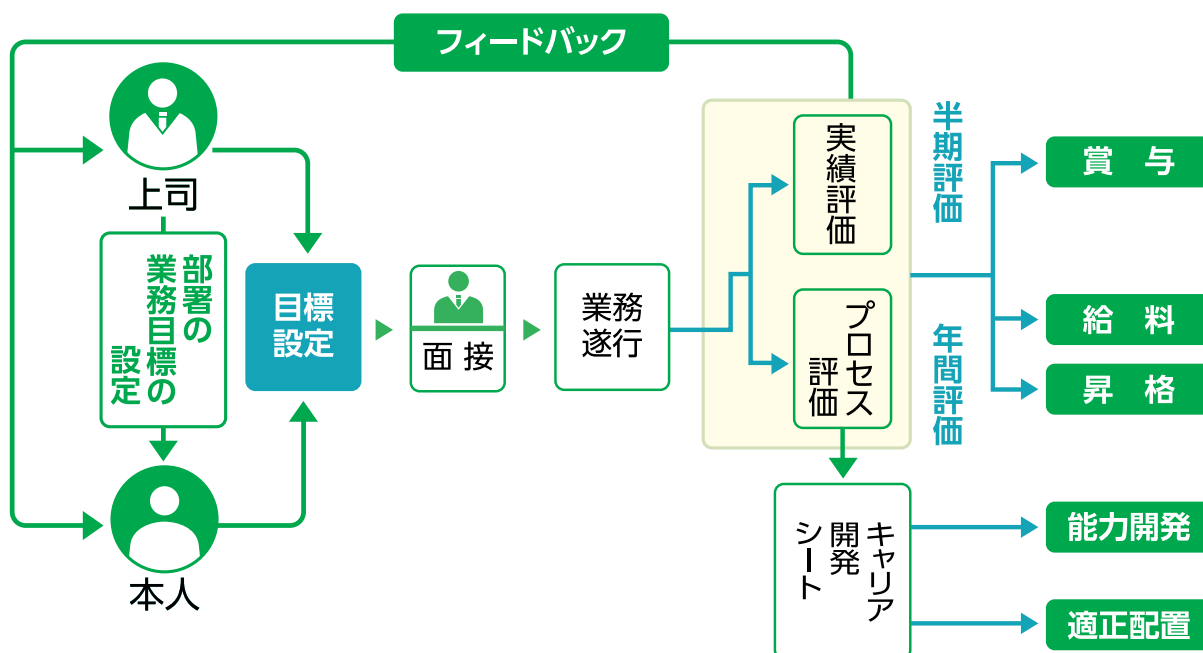 フィードバック
上司
部署の
業務目標の
設定
本人
目標
設定
面接
業務
遂行
実績評価
プロセス
評価
半期評価
年間評価
賞 与
給 料
昇 格
キャリア
開発
シート
能力開発
適正配置